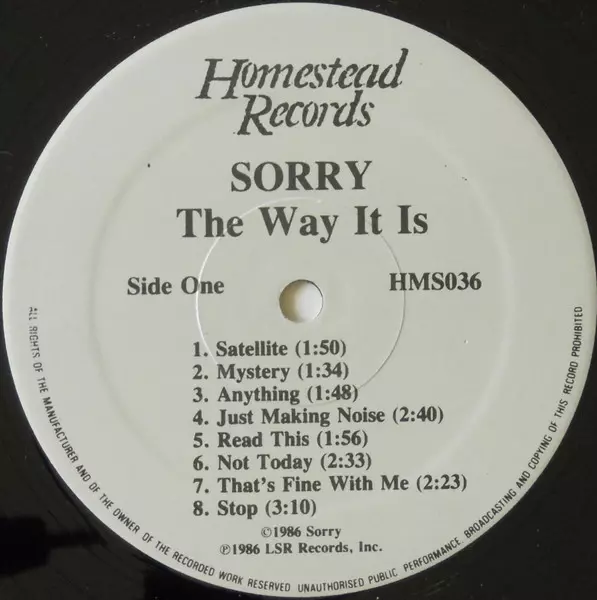 Homestead
Records
SORRY
The Way It Is
Side One
HMS036
1. Satellite (1:50)
2. Mystery (1:34)
3. Anything (1:48)
4. Just Making Noise (2:40)
5. Read This (1:56)
6. Not Today (2:33)
7. That's Fine With Me (2:23)
8. Stop (3:10)
©1986 Sorry
℗1986 LSR Records, Inc.
ALL RIGHTS OF THE MANUFACTURER AND OF THE OWNER OF THE RECORDED WORK RESERVED UNAUTHORISED PUBLIC PERFORMANCE BROADCASTING AND COPYING OF THIS RECORD PROHIBITED